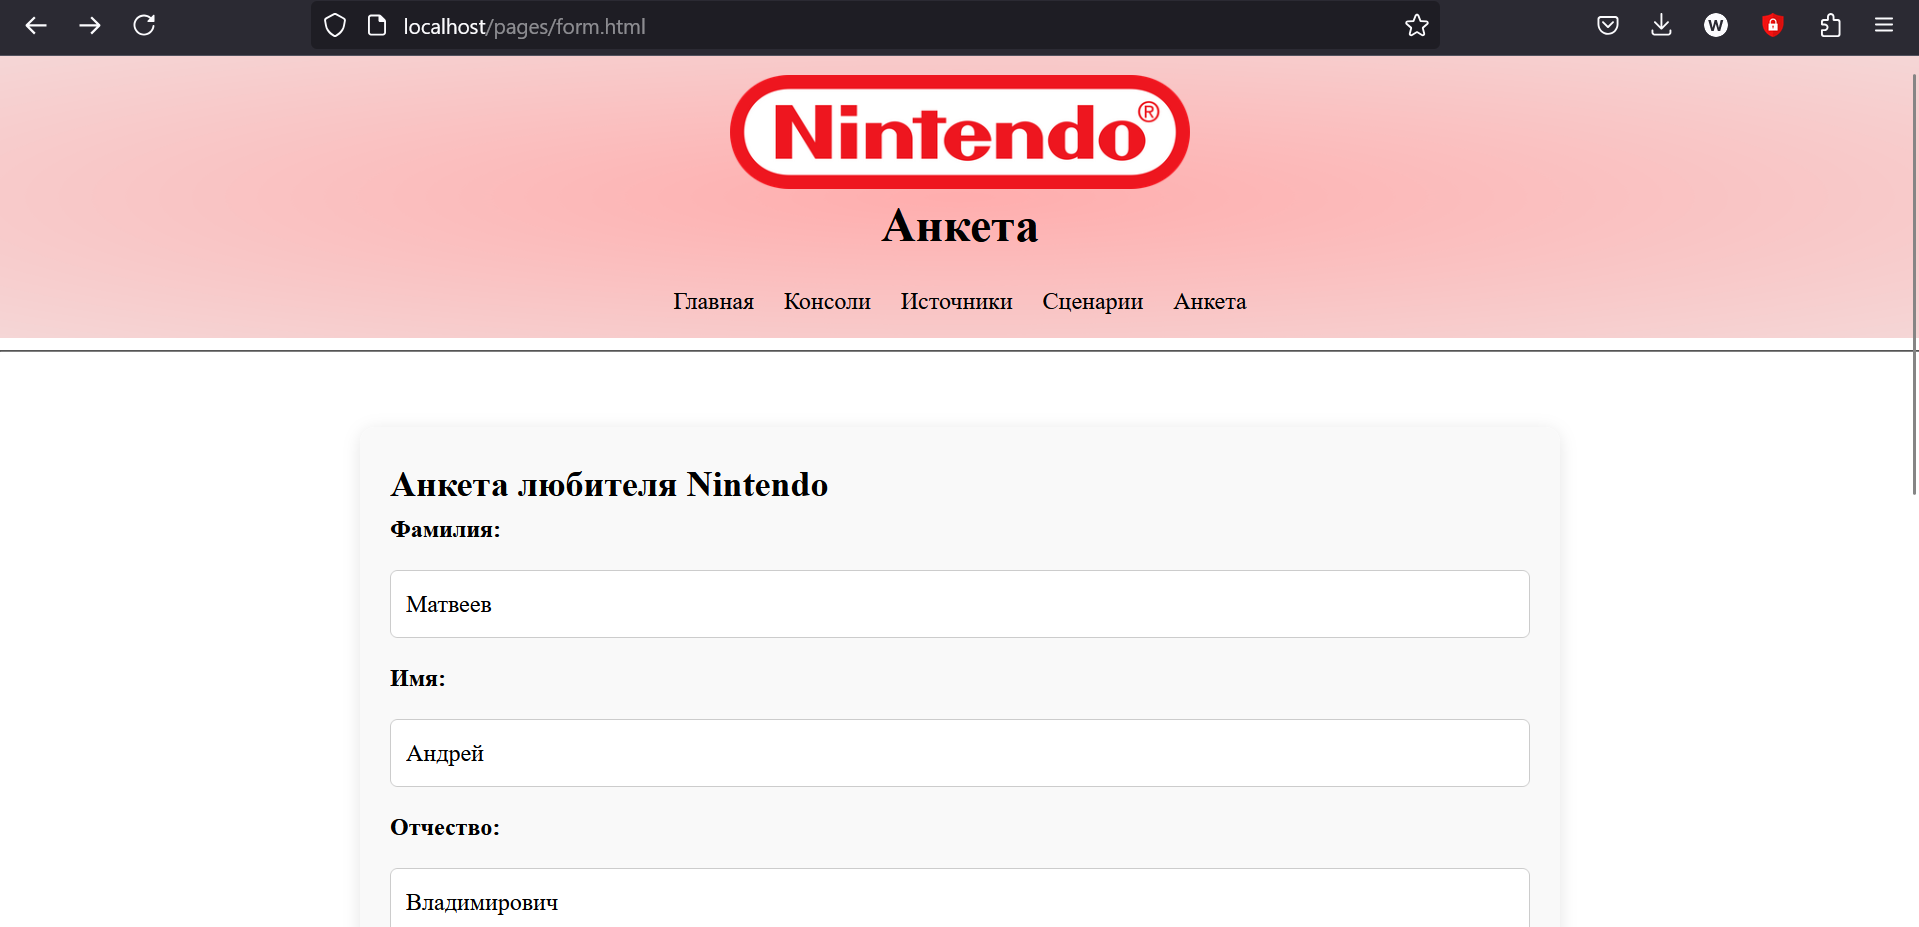 localhost/pages/form.html
W
Nintendo®
Анкета
Главная Консоли Источники Сценарии Анкета
Анкета любителя Nintendo
Фамилия:
Матвеев
Имя:
Андрей
Отчество:
Владимирович